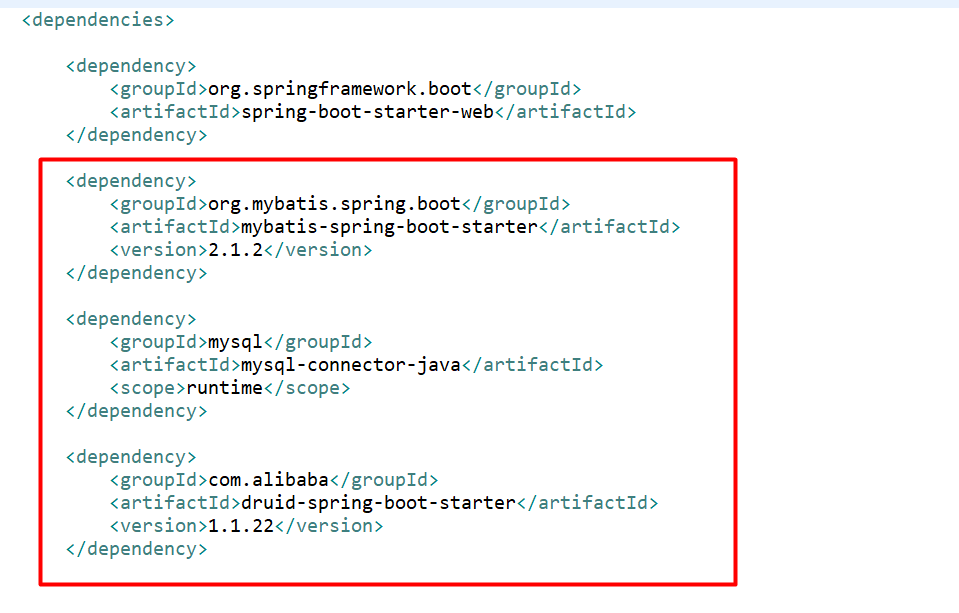 <dependencies>
<dependency>
<groupId>org.springframework.boot</groupId>
<artifactId>spring-boot-starter-web</artifactId>
</dependency>
<dependency>
<groupId>org.mybatis.spring.boot</groupId>
<artifactId>mybatis-spring-boot-starter</artifactId>
<version>2.1.2</version>
</dependency>
<dependency>
<groupId>mysql</groupId>
<artifactId>mysql-connector-java</artifactId>
<scope>runtime</scope>
</dependency>
<dependency>
<groupId>com.alibaba</groupId>
<artifactId>druid-spring-boot-starter</artifactId>
<version>1.1.22</version>
</dependency>